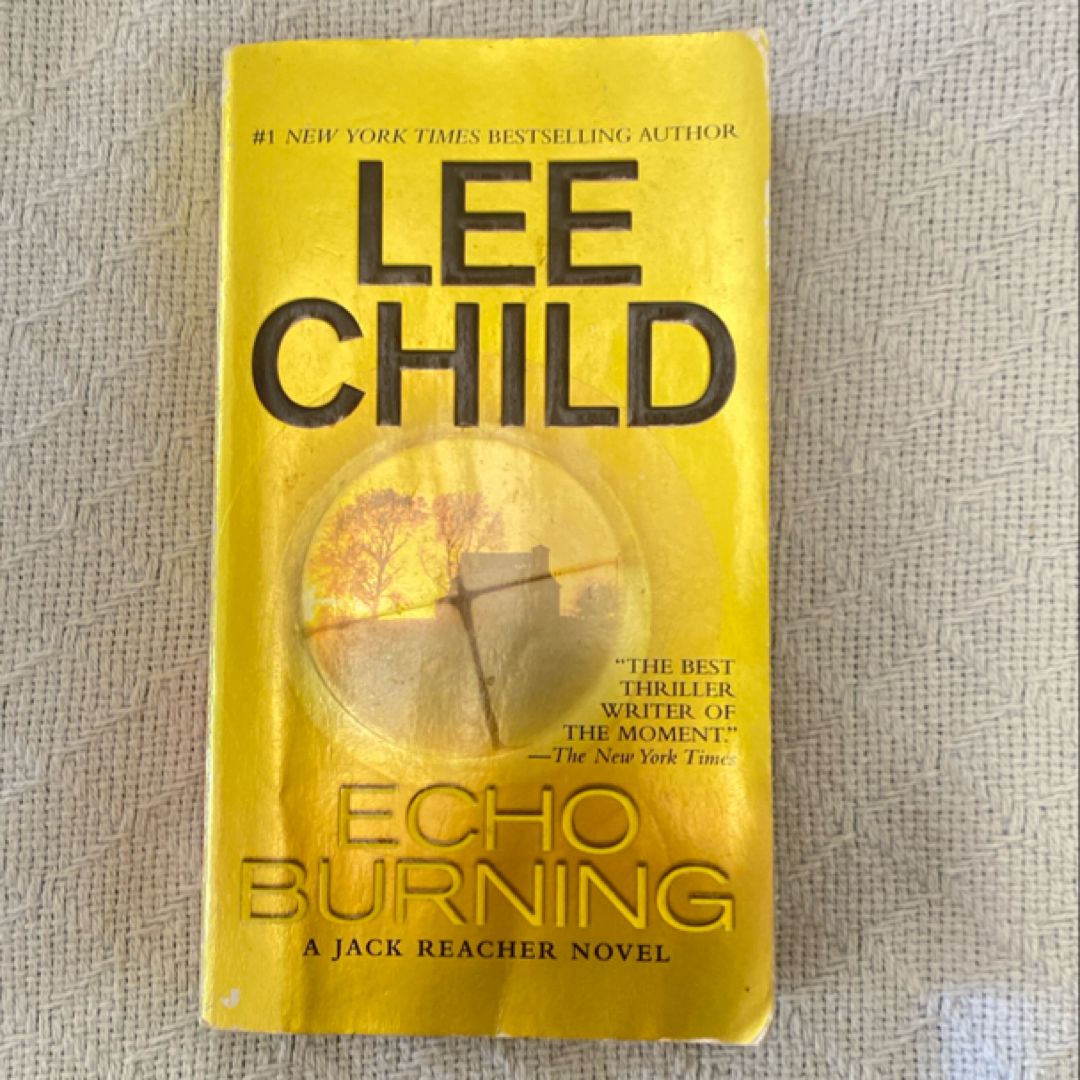 #1 NEW YORK TIMES BESTSELLING AUTHOR
LEE
CHILD
“THE BEST
THRILLER
WRITER OF
THE MOMENT.”
—The New York Times
ECHO
BURNING
A JACK REACHER NOVEL
J